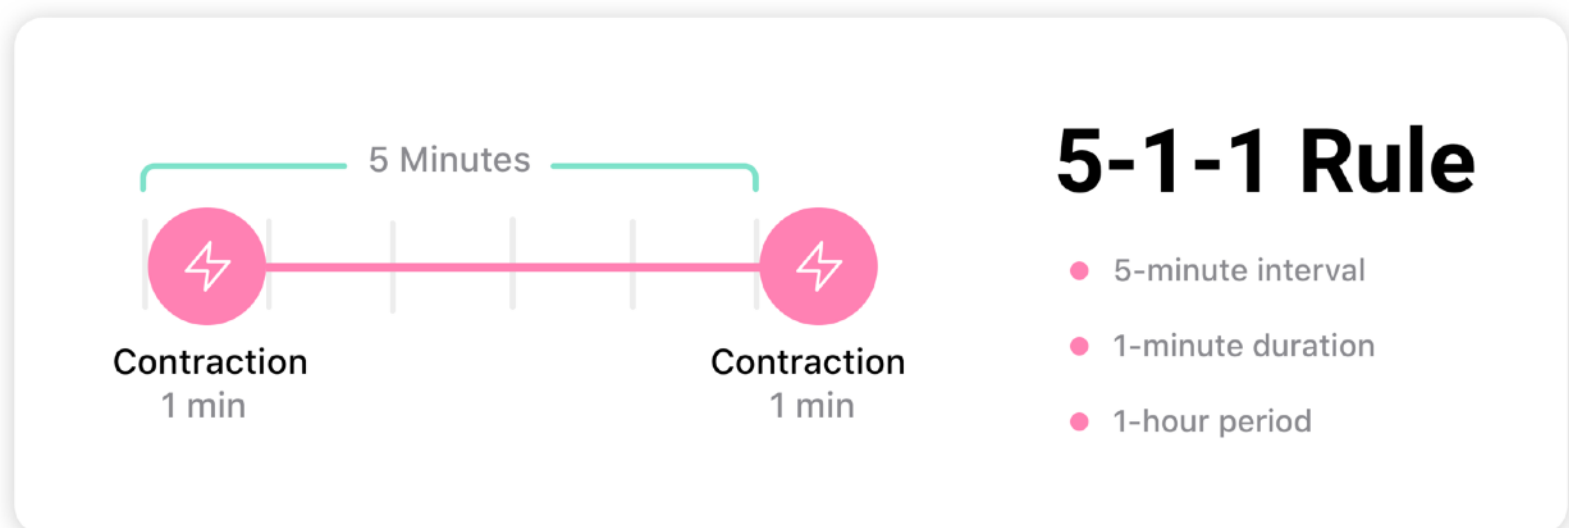 5 Minutes
Contraction
1 min
Contraction
1 min
5-1-1 Rule
5-minute interval
1-minute duration
1-hour period